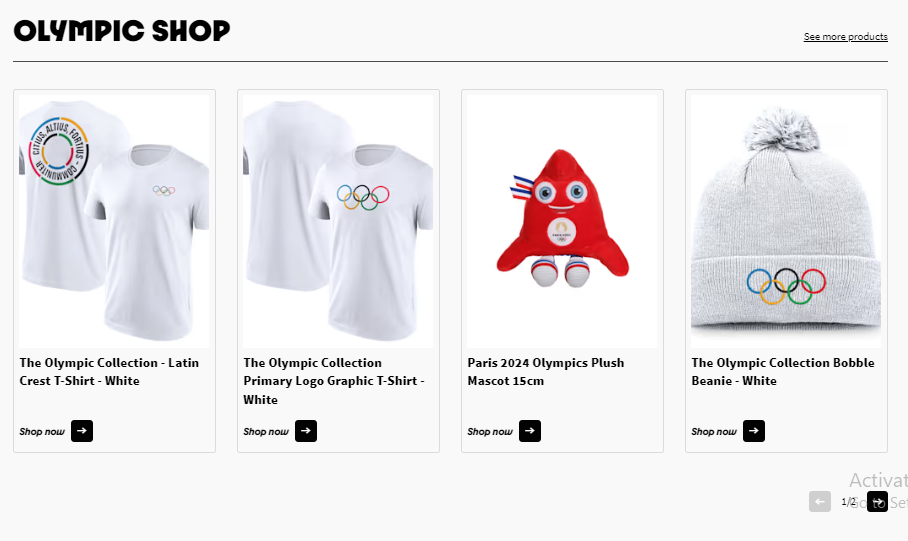 OLYMPIC SHOP
See more products
CITIUS, ALTIUS, FORTIUS - COMMUNITER
The Olympic Collection - Latin
Crest T-Shirt - White
Shop now
The Olympic Collection
Primary Logo Graphic T-Shirt -
White
Shop now
PARIS 2024
Paris 2024 Olympics Plush
Mascot 15cm
Shop now
The Olympic Collection Bobble
Beanie - White
Shop now
Activat
Go to Set
1/2